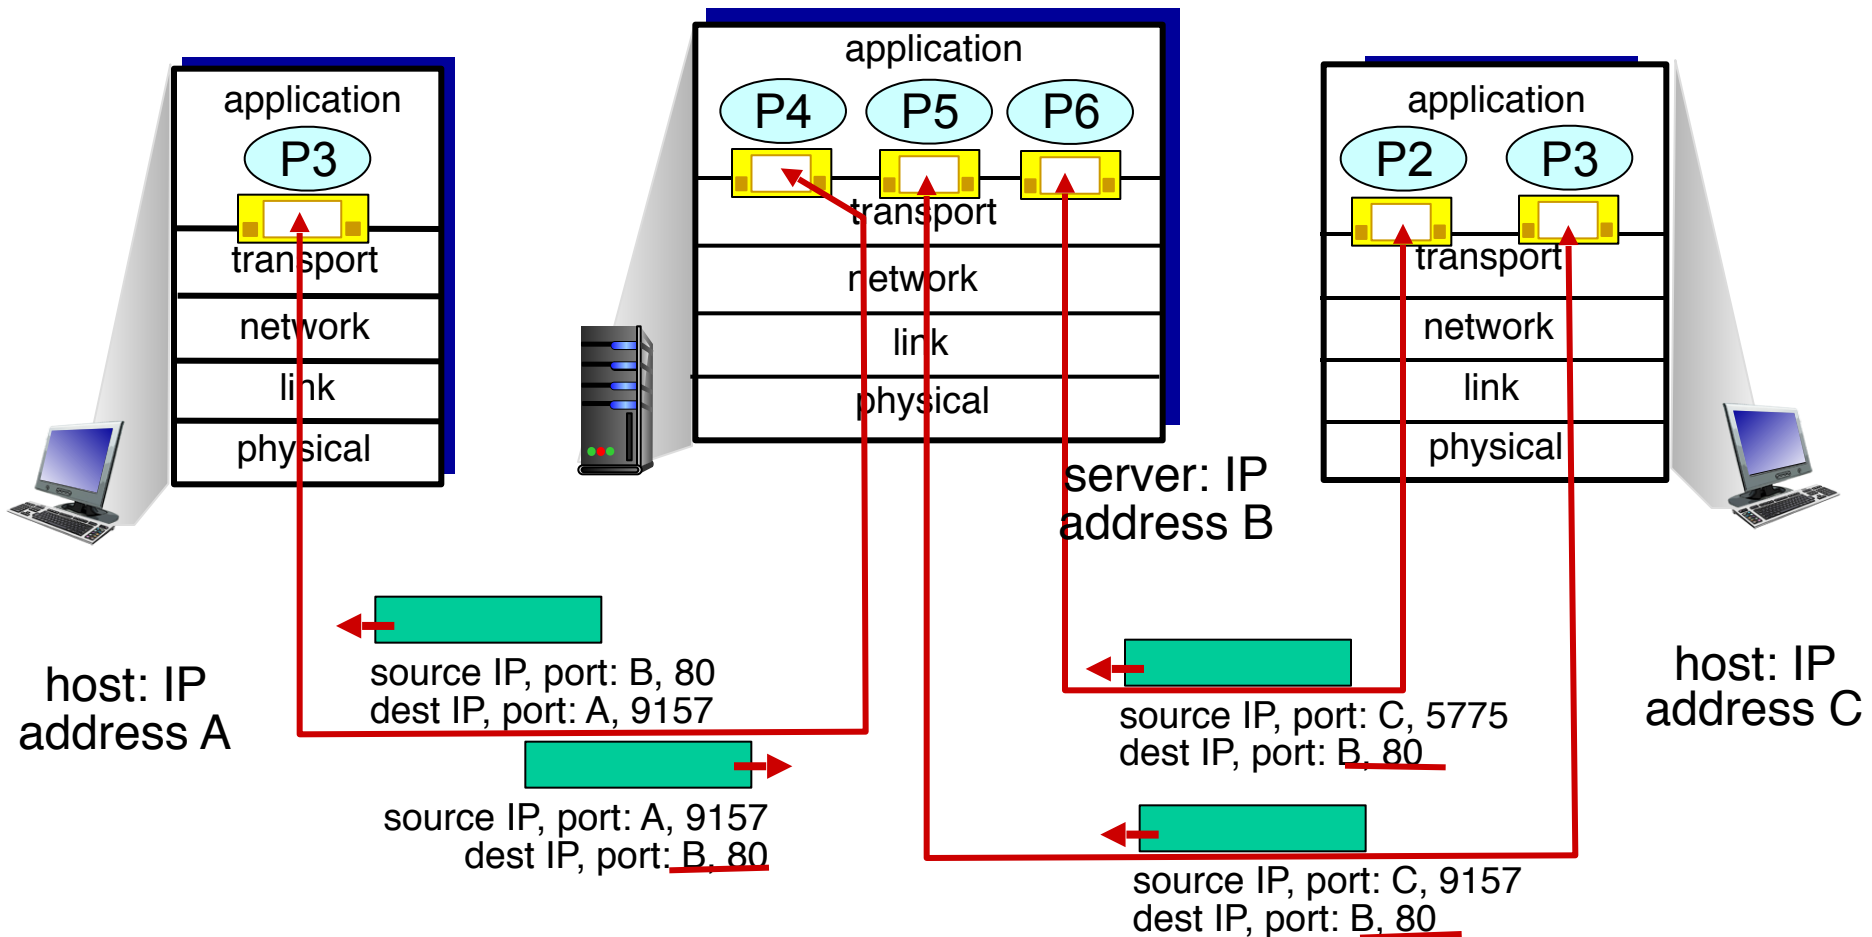 application
P3
transport
network
link
physical
host: IP
address A
application
P4
P5
P6
transport
network
link
physical
server: IP
address B
application
P2
P3
transport
network
link
physical
host: IP
address C
source IP, port: B, 80
dest IP, port: A, 9157
source IP, port: A, 9157
dest IP, port: B, 80
source IP, port: C, 5775
dest IP, port: B, 80
source IP, port: C, 9157
dest IP, port: B, 80